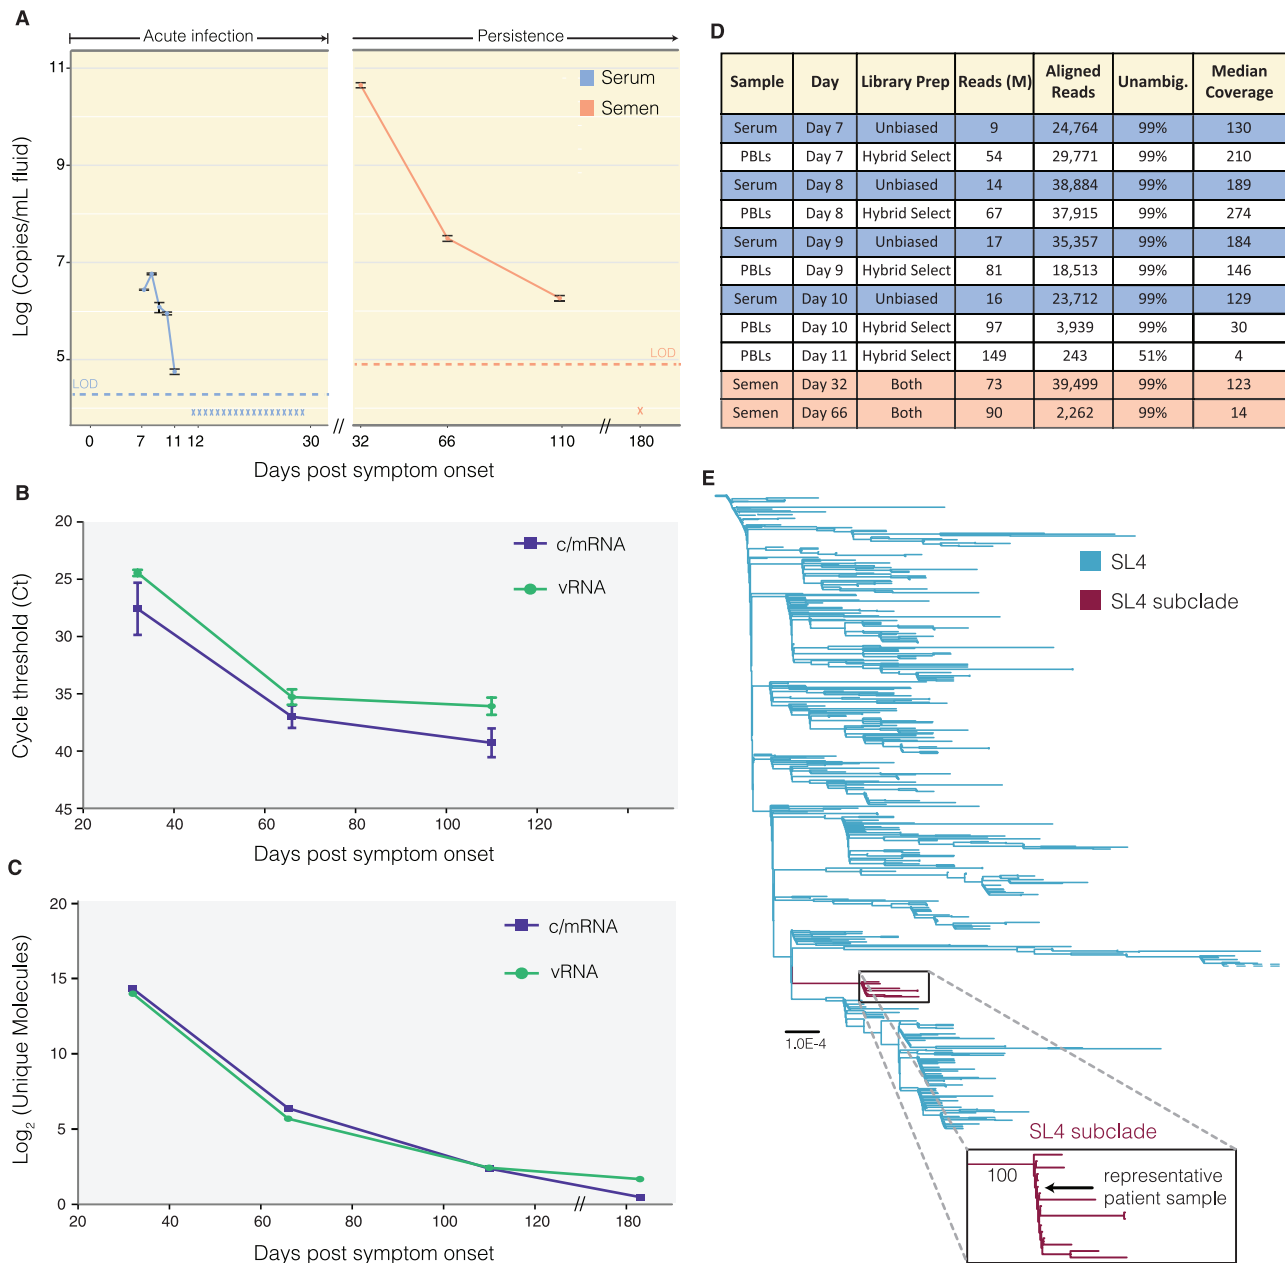 A
Acute infection
Persistence
Serum
Semen
Log (Copies/mL fluid)
11
9
7
5
LOD
LOD
xxxxxxxxxxxxxxxxxxx
x
0 7 11 12 30 32 66 110 180
Days post symptom onset
B
c/mRNA
vRNA
Cycle threshold (Ct)
20
25
30
35
40
45
20 40 60 80 100 120
Days post symptom onset
C
c/mRNA
vRNA
Log2 (Unique Molecules)
20
15
10
5
0
20 40 60 80 100 120 180
Days post symptom onset
D
Sample Day Library Prep Reads (M) Aligned Reads Unambig. Median Coverage
Serum Day 7 Unbiased 9 24,764 99% 130
PBLs Day 7 Hybrid Select 54 29,771 99% 210
Serum Day 8 Unbiased 14 38,884 99% 189
PBLs Day 8 Hybrid Select 67 37,915 99% 274
Serum Day 9 Unbiased 17 35,357 99% 184
PBLs Day 9 Hybrid Select 81 18,513 99% 146
Serum Day 10 Unbiased 16 23,712 99% 129
PBLs Day 10 Hybrid Select 97 3,939 99% 30
PBLs Day 11 Hybrid Select 149 243 51% 4
Semen Day 32 Both 73 39,499 99% 123
Semen Day 66 Both 90 2,262 99% 14
E
SL4
SL4 subclade
1.0E-4
SL4 subclade
100
representative
patient sample